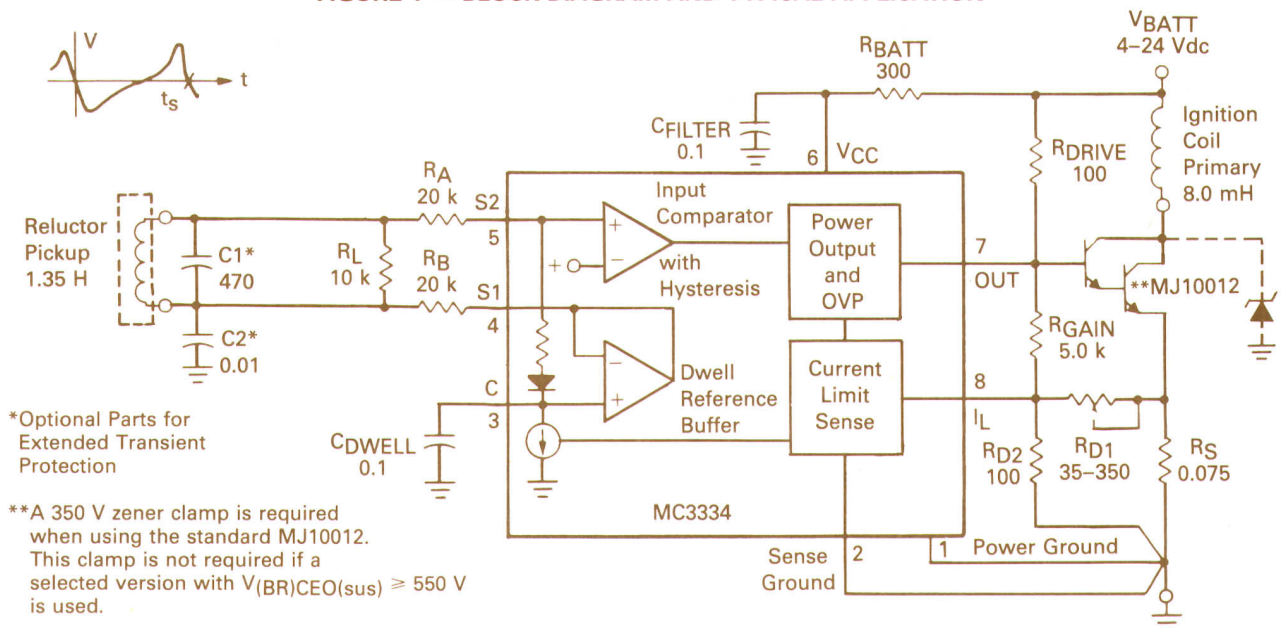 V
t
ts
VBATT
4–24 Vdc
RBATT
300
CFILTER
0.1
6
VCC
RDRIVE
100
Ignition
Coil
Primary
8.0 mH
Reluctor
Pickup
1.35 H
C1*
470
C2*
0.01
RL
10 k
RA
20 k
RB
20 k
S2
5
S1
4
C
3
CDWELL
0.1
Input
Comparator
with
Hysteresis
+
−
+
−
+
Dwell
Reference
Buffer
Power
Output
and
OVP
Current
Limit
Sense
MC3334
7
OUT
8
IL
RGAIN
5.0 k
**MJ10012
RD2
100
RD1
35–350
RS
0.075
Sense
Ground
2
1
Power Ground
*Optional Parts for
Extended Transient
Protection
**A 350 V zener clamp is required
when using the standard MJ10012.
This clamp is not required if a
selected version with V(BR)CEO(sus) ≥ 550 V
is used.